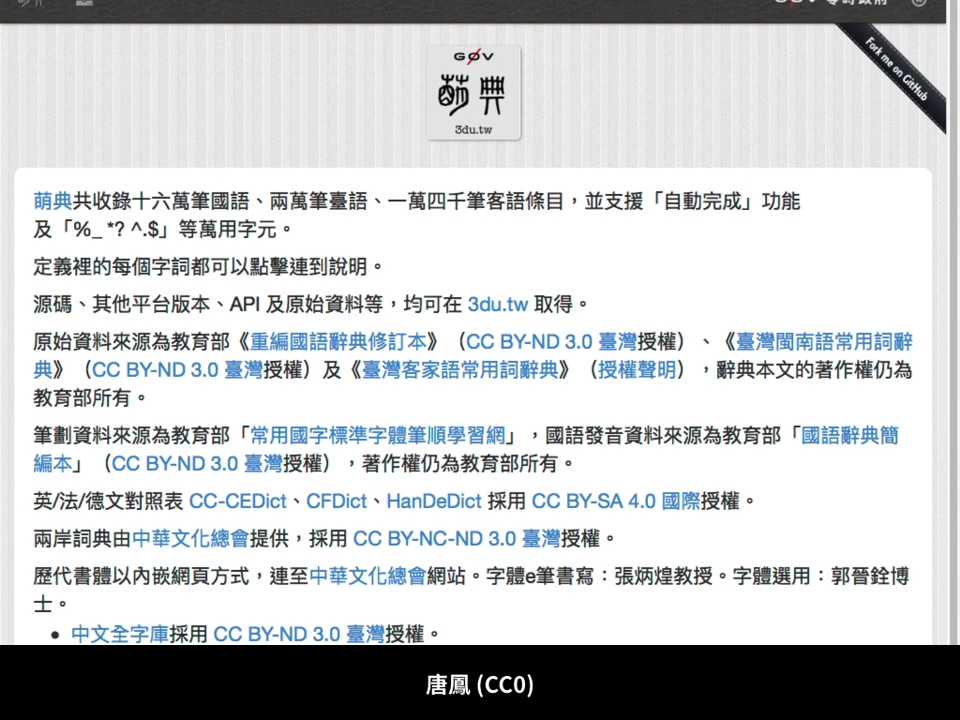 GØV
萌典
3du.tw
Fork me on GitHub
萌典共收錄十六萬筆國語、兩萬筆臺語、一萬四千筆客語條目，並支援「自動完成」功能
及「%_ *? ^.$」等萬用字元。
定義裡的每個字詞都可以點擊連到說明。
源碼、其他平台版本、API 及原始資料等，均可在 3du.tw 取得。
原始資料來源為教育部《重編國語辭典修訂本》（CC BY-ND 3.0 臺灣授權）、《臺灣閩南語常用詞辭
典》（CC BY-ND 3.0 臺灣授權）及《臺灣客家語常用詞辭典》（授權聲明），辭典本文的著作權仍為
教育部所有。
筆劃資料來源為教育部「常用國字標準字體筆順學習網」，國語發音資料來源為教育部「國語辭典簡
編本」（CC BY-ND 3.0 臺灣授權），著作權仍為教育部所有。
英/法/德文對照表 CC-CEDict、CFDict、HanDeDict 採用 CC BY-SA 4.0 國際授權。
兩岸詞典由中華文化總會提供，採用 CC BY-NC-ND 3.0 臺灣授權。
歷代書體以內嵌網頁方式，連至中華文化總會網站。字體e筆書寫：張炳煌教授。字體選用：郭晉銓博
士。
• 中文全字庫採用 CC BY-ND 3.0 臺灣授權。
唐鳳 (CC0)